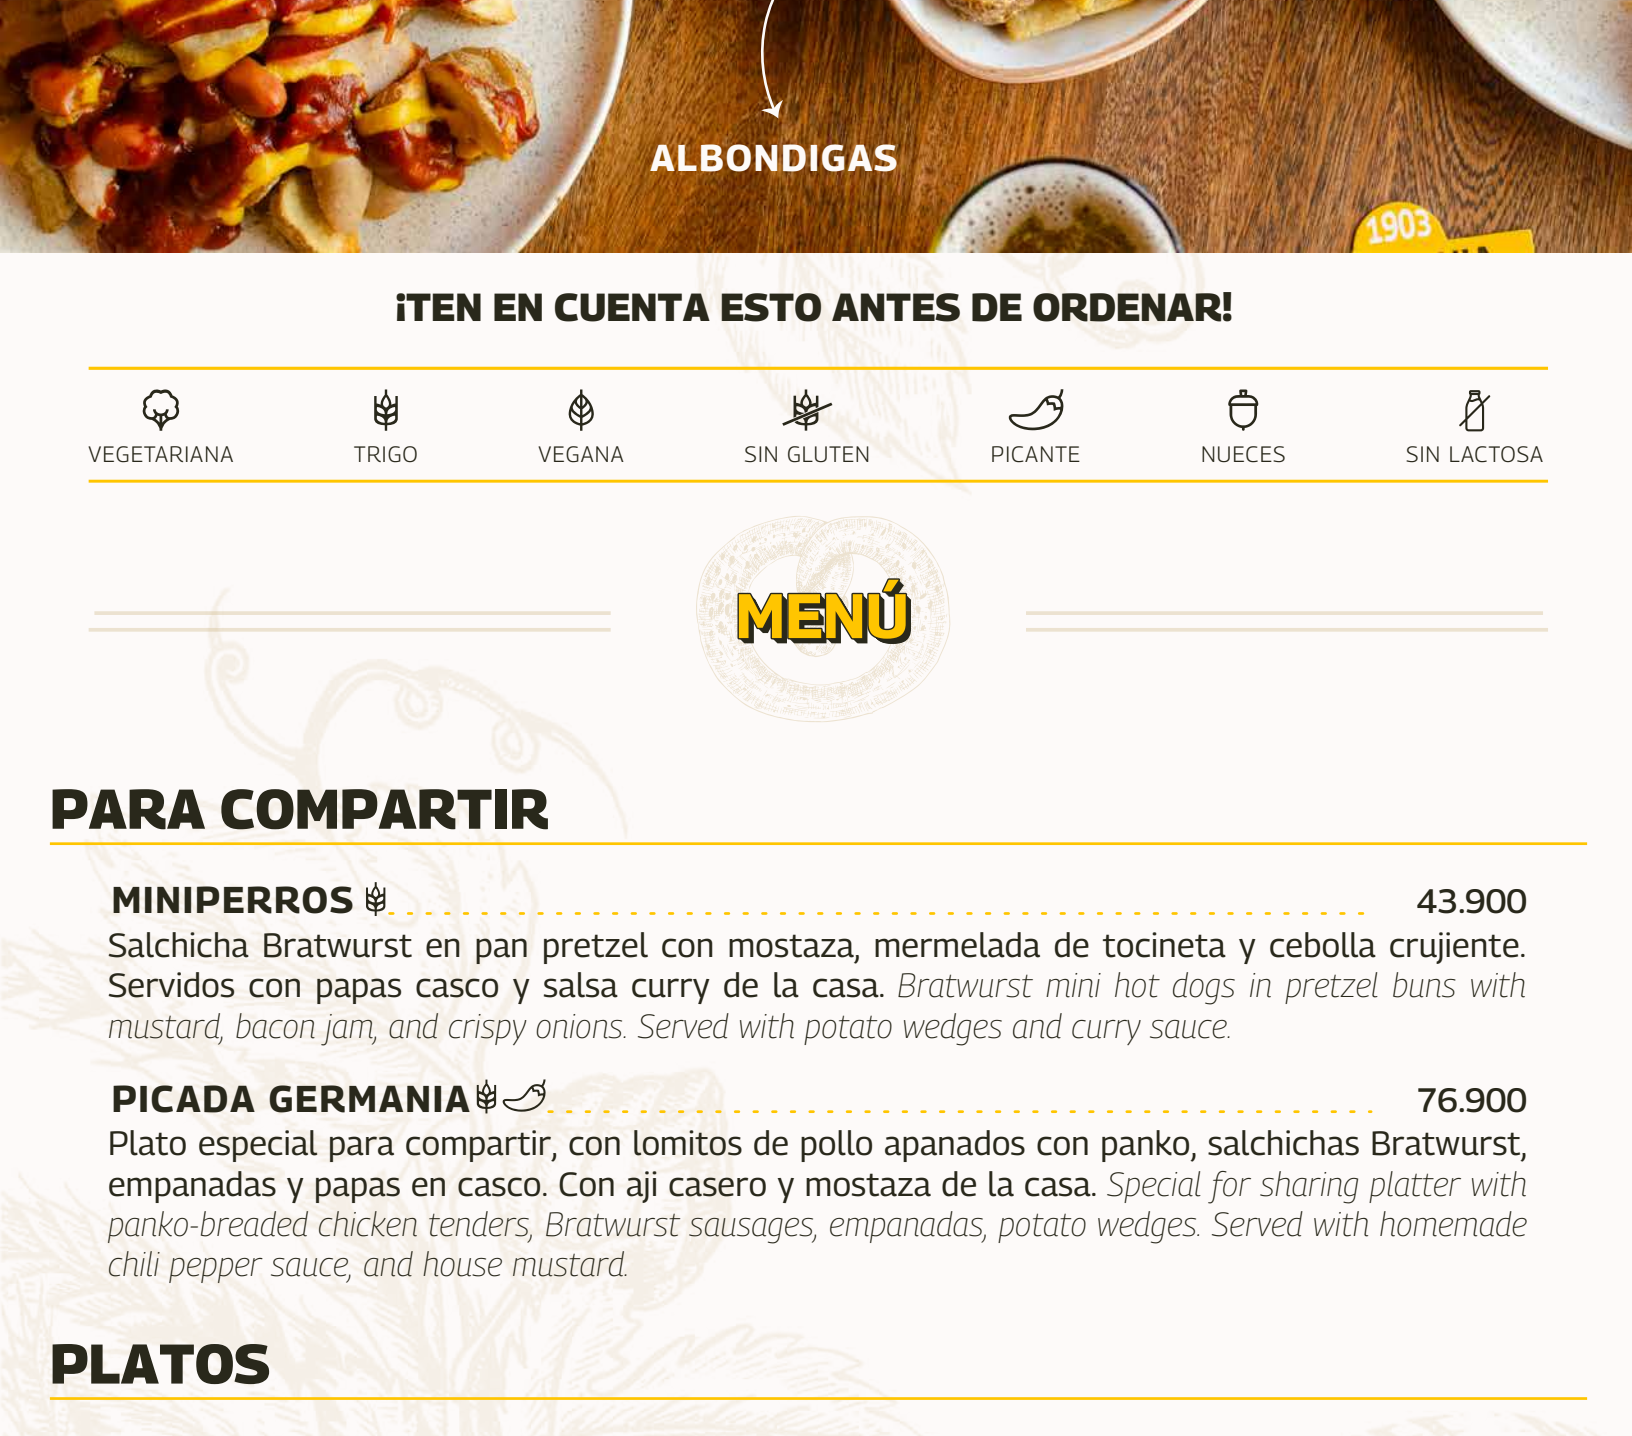 ALBONDIGAS
1903
¡TEN EN CUENTA ESTO ANTES DE ORDENAR!
VEGETARIANA TRIGO VEGANA SIN GLUTEN PICANTE NUECES SIN LACTOSA
MENÚ
PARA COMPARTIR
MINIPERROS 43.900
Salchicha Bratwurst en pan pretzel con mostaza, mermelada de tocineta y cebolla crujiente.
Servidos con papas casco y salsa curry de la casa. Bratwurst mini hot dogs in pretzel buns with
mustard, bacon jam, and crispy onions. Served with potato wedges and curry sauce.
PICADA GERMANIA 76.900
Plato especial para compartir, con lomitos de pollo apanados con panko, salchichas Bratwurst,
empanadas y papas en casco. Con aji casero y mostaza de la casa. Special for sharing platter with
panko-breaded chicken tenders, Bratwurst sausages, empanadas, potato wedges. Served with homemade
chili pepper sauce, and house mustard.
PLATOS